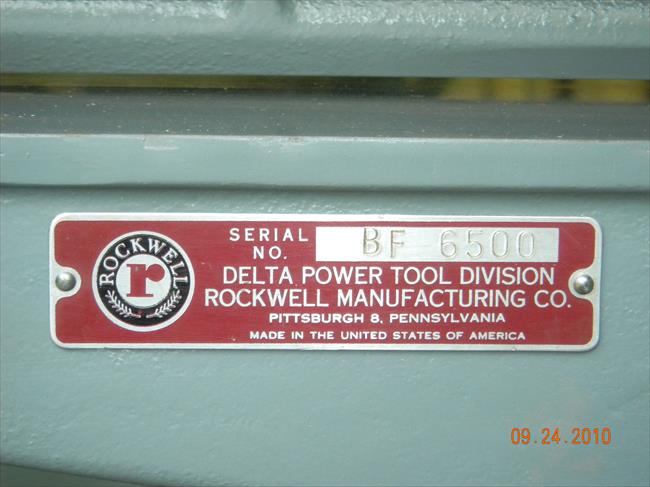 ROCKWELL
r
SERIAL NO. BF 6500
DELTA POWER TOOL DIVISION
ROCKWELL MANUFACTURING CO.
PITTSBURGH 8, PENNSYLVANIA
MADE IN THE UNITED STATES OF AMERICA
09.24.2010